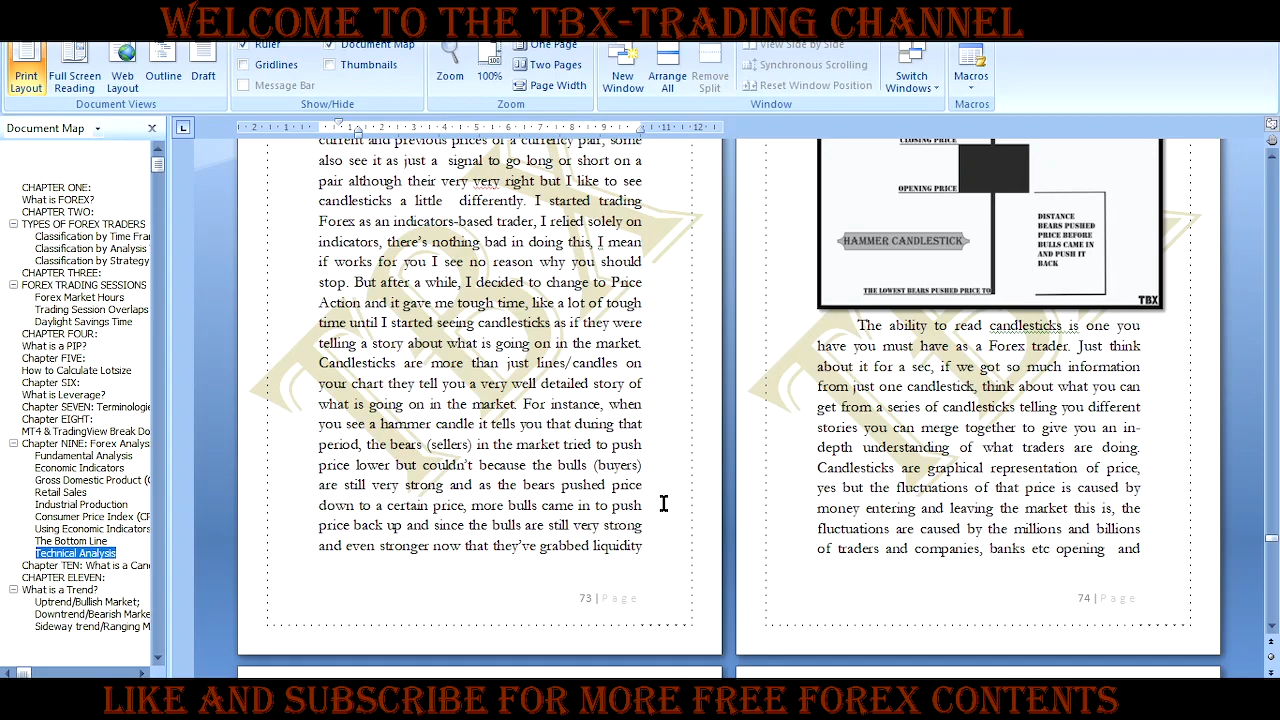 WELCOME TO THE TBX-TRADING CHANNEL
Ruler
Document Map
One Page
View Side by Side
Gridlines
Thumbnails
Two Pages
Synchronous Scrolling
Message Bar
Page Width
Reset Window Position
Print Layout
Full Screen Reading
Web Layout
Outline
Draft
Zoom
100%
New Window
Arrange All
Remove Split
Switch Windows
Macros
Document Views
Show/Hide
Zoom
Window
Macros
Document Map
CHAPTER ONE:
What is FOREX?
CHAPTER TWO:
TYPES OF FOREX TRADERS
Classification by Time Fran
Classification by Analysis
Classification by Strategy
CHAPTER THREE:
FOREX TRADING SESSIONS
Forex Market Hours
Trading Session Overlaps
Daylight Savings Time
CHAPTER FOUR:
What is a PIP?
Chapter FIVE:
How to Calculate Lotsize
Chapter SIX:
What is Leverage?
Chapter SEVEN: Terminologie
Chapter EIGHT:
MT4 & TradingView Break Do
Chapter NINE: Forex Analys
Fundamental Analysis
Economic Indicators
Gross Domestic Product (G
Retail Sales
Industrial Production
Consumer Price Index (CP
Using Economic Indicators
The Bottom Line
Technical Analysis
Chapter TEN: What is a Can
CHAPTER ELEVEN:
What is a Trend?
Uptrend/Bullish Market;
Downtrend/Bearish Marke
Sideway trend/Ranging M
current and previous prices of a currency pair, some
also see it as just a signal to go long or short on a
pair although their very very right but I like to see
candlesticks a little differently. I started trading
Forex as an indicators-based trader, I relied solely on
indicators, there's nothing bad in doing this, I mean
if works for you I see no reason why you should
stop. But after a while, I decided to change to Price
Action and it gave me tough time, like a lot of tough
time until I started seeing candlesticks as if they were
telling a story about what is going on in the market.
Candlesticks are more than just lines/candles on
your chart they tell you a very well detailed story of
what is going on in the market. For instance, when
you see a hammer candle it tells you that during that
period, the bears (sellers) in the market tried to push
price lower but couldn't because the bulls (buyers)
are still very strong and as the bears pushed price
down to a certain price, more bulls came in to push
price back up and since the bulls are still very strong
and even stronger now that they've grabbed liquidity
73 | Page
CLOSING PRICE
OPENING PRICE
HAMMER CANDLESTICK
DISTANCE
BEARS PUSHED
PRICE BEFORE
BULLS CAME IN
AND PUSH IT
BACK
THE LOWEST BEARS PUSHED PRICE TO
TBX
The ability to read candlesticks is one you
have you must have as a Forex trader. Just think
about it for a sec, if we got so much information
from just one candlestick, think about what you can
get from a series of candlesticks telling you different
stories you can merge together to give you an in-
depth understanding of what traders are doing.
Candlesticks are graphical representation of price,
yes but the fluctuations of that price is caused by
money entering and leaving the market this is, the
fluctuations are caused by the millions and billions
of traders and companies, banks etc opening and
74 | Page
TBX
TBX
LIKE AND SUBSCRIBE FOR MORE FREE FOREX CONTENTS